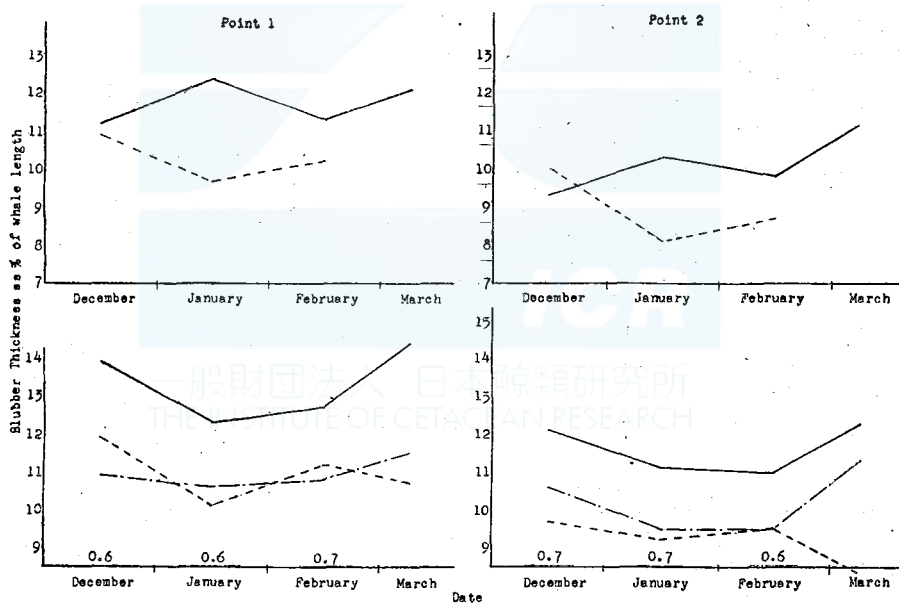 Point 1
Point 2
Blubber Thickness as % of whale length
13
12
11
10
9
8
7
December January February March
13
12
11
10
9
8
7
December January February March
14
13
12
11
10
9
0.6 0.6 0.7
December January February March
15
14
13
12
11
10
9
0.7 0.7 0.6
December January February March
Date
ICR
一般財団法人 日本鯨類研究所
THE INSTITUTE OF CETACEAN RESEARCH